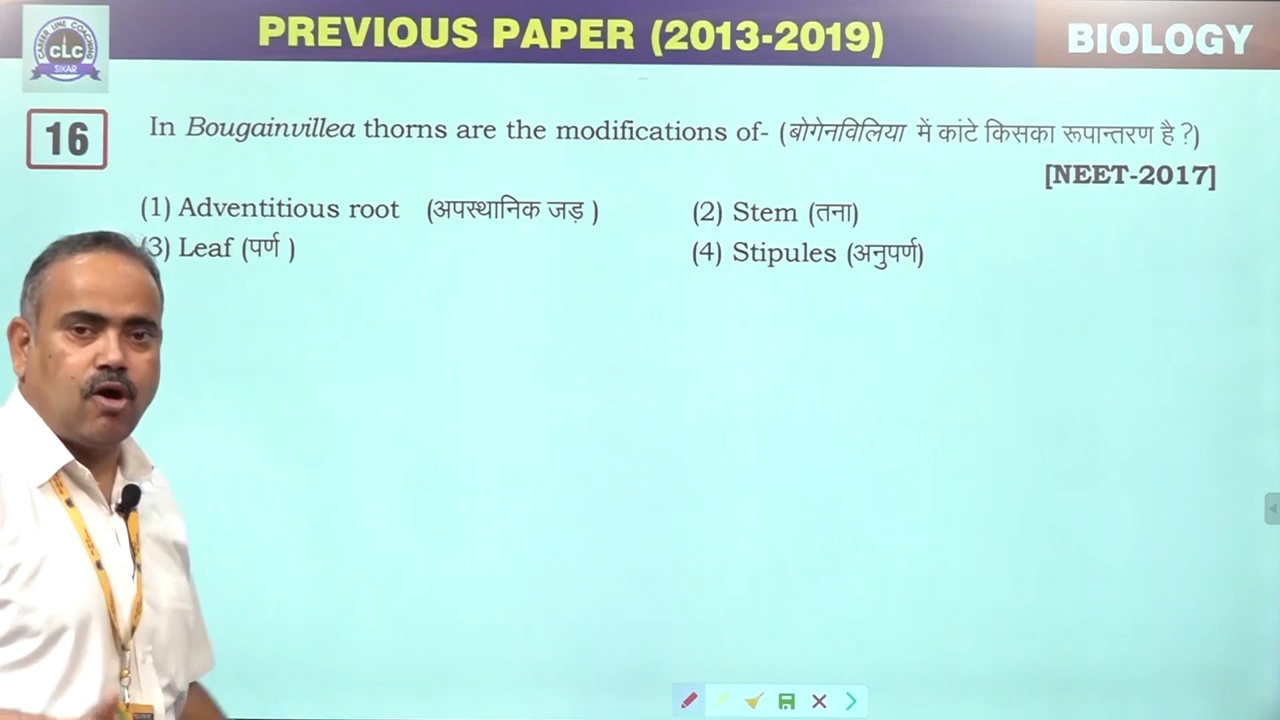 PREVIOUS PAPER (2013-2019)
BIOLOGY
CAREER LINE COACHING
CLC
SIKAR
16
In Bougainvillea thorns are the modifications of- (बोगेनविलिया में कांटे किसका रूपान्तरण है ?)
[NEET-2017]
(1) Adventitious root (अपस्थानिक जड़ )
(2) Stem (तना)
3) Leaf (पर्ण )
(4) Stipules (अनुपर्ण)